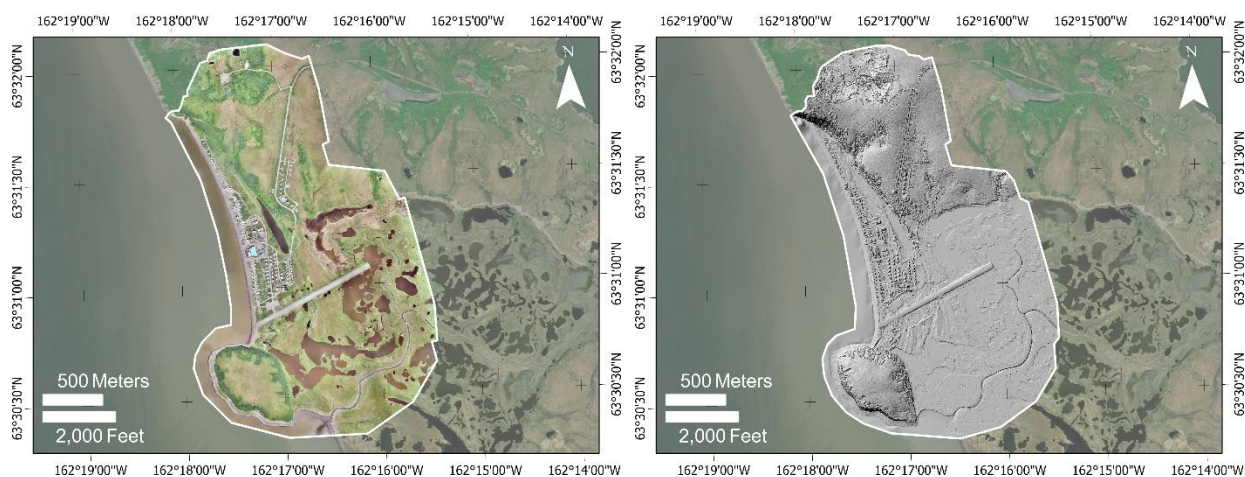 162°19'00"W 162°18'00"W 162°17'00"W 162°16'00"W 162°15'00"W 162°14'00"W
63°32'00"N
63°31'30"N
63°31'00"N
63°30'30"N
N
500 Meters
2,000 Feet
63°32'00"N
63°31'30"N
63°31'00"N
63°30'30"N
162°19'00"W 162°18'00"W 162°17'00"W 162°16'00"W 162°15'00"W 162°14'00"W
162°19'00"W 162°18'00"W 162°17'00"W 162°16'00"W 162°15'00"W 162°14'00"W
63°32'00"N
63°31'30"N
63°31'00"N
63°30'30"N
N
500 Meters
2,000 Feet
63°32'00"N
63°31'30"N
63°31'00"N
63°30'30"N
162°19'00"W 162°18'00"W 162°17'00"W 162°16'00"W 162°15'00"W 162°14'00"W